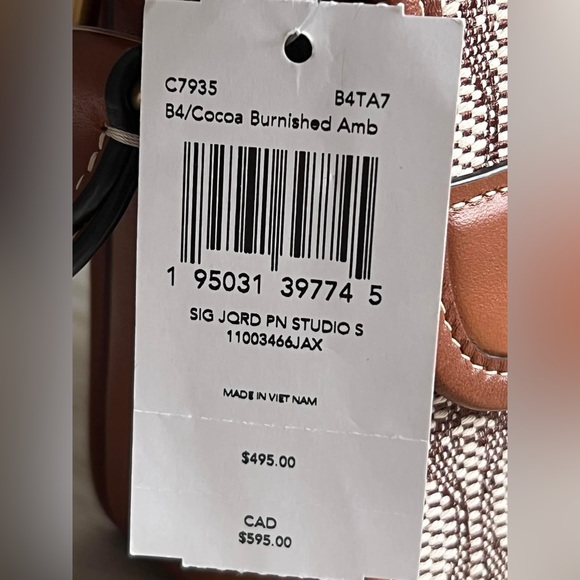 C7935 B4TA7
B4/Cocoa Burnished Amb
1 95031 39774 5
SIG JQRD PN STUDIO S
11003466JAX
MADE IN VIET NAM
$495.00
CAD
$595.00